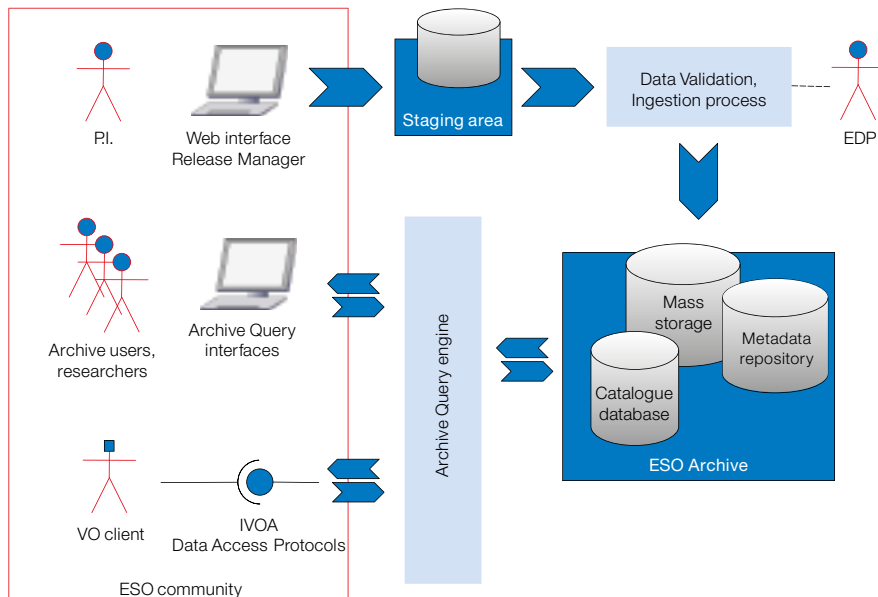 P.I.
Web interface
Release Manager
Staging area
Data Validation,
Ingestion process
EDP
Archive users,
researchers
Archive Query
interfaces
Archive Query engine
Mass
storage
Metadata
repository
Catalogue
database
ESO Archive
VO client
IVOA
Data Access Protocols
ESO community